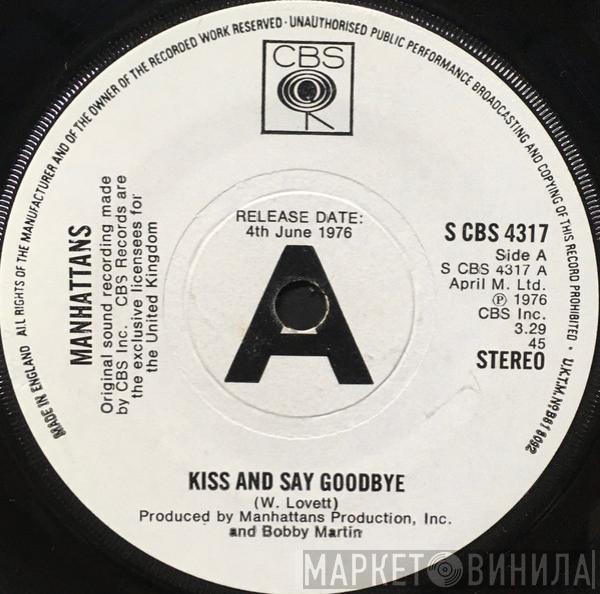 MADE IN ENGLAND ALL RIGHTS OF THE MANUFACTURER AND OF THE OWNER OF THE RECORDED WORK RESERVED · UNAUTHORISED PUBLIC PERFORMANCE BROADCASTING AND COPYING OF THIS RECORD PROHIBITED · U.K.T.M. Nº B818092
CBS
MANHATTANS
Original sound recording made
by CBS Inc. CBS Records are
the exclusive licensees for
the United Kingdom
RELEASE DATE:
4th June 1976
A
S CBS 4317
Side A
S CBS 4317 A
April M. Ltd.
℗ 1976
CBS Inc.
3.29
45
STEREO
KISS AND SAY GOODBYE
(W. Lovett)
Produced by Manhattans Production, Inc.
and Bobby Martin
МАРКЕТ ВИНИЛА